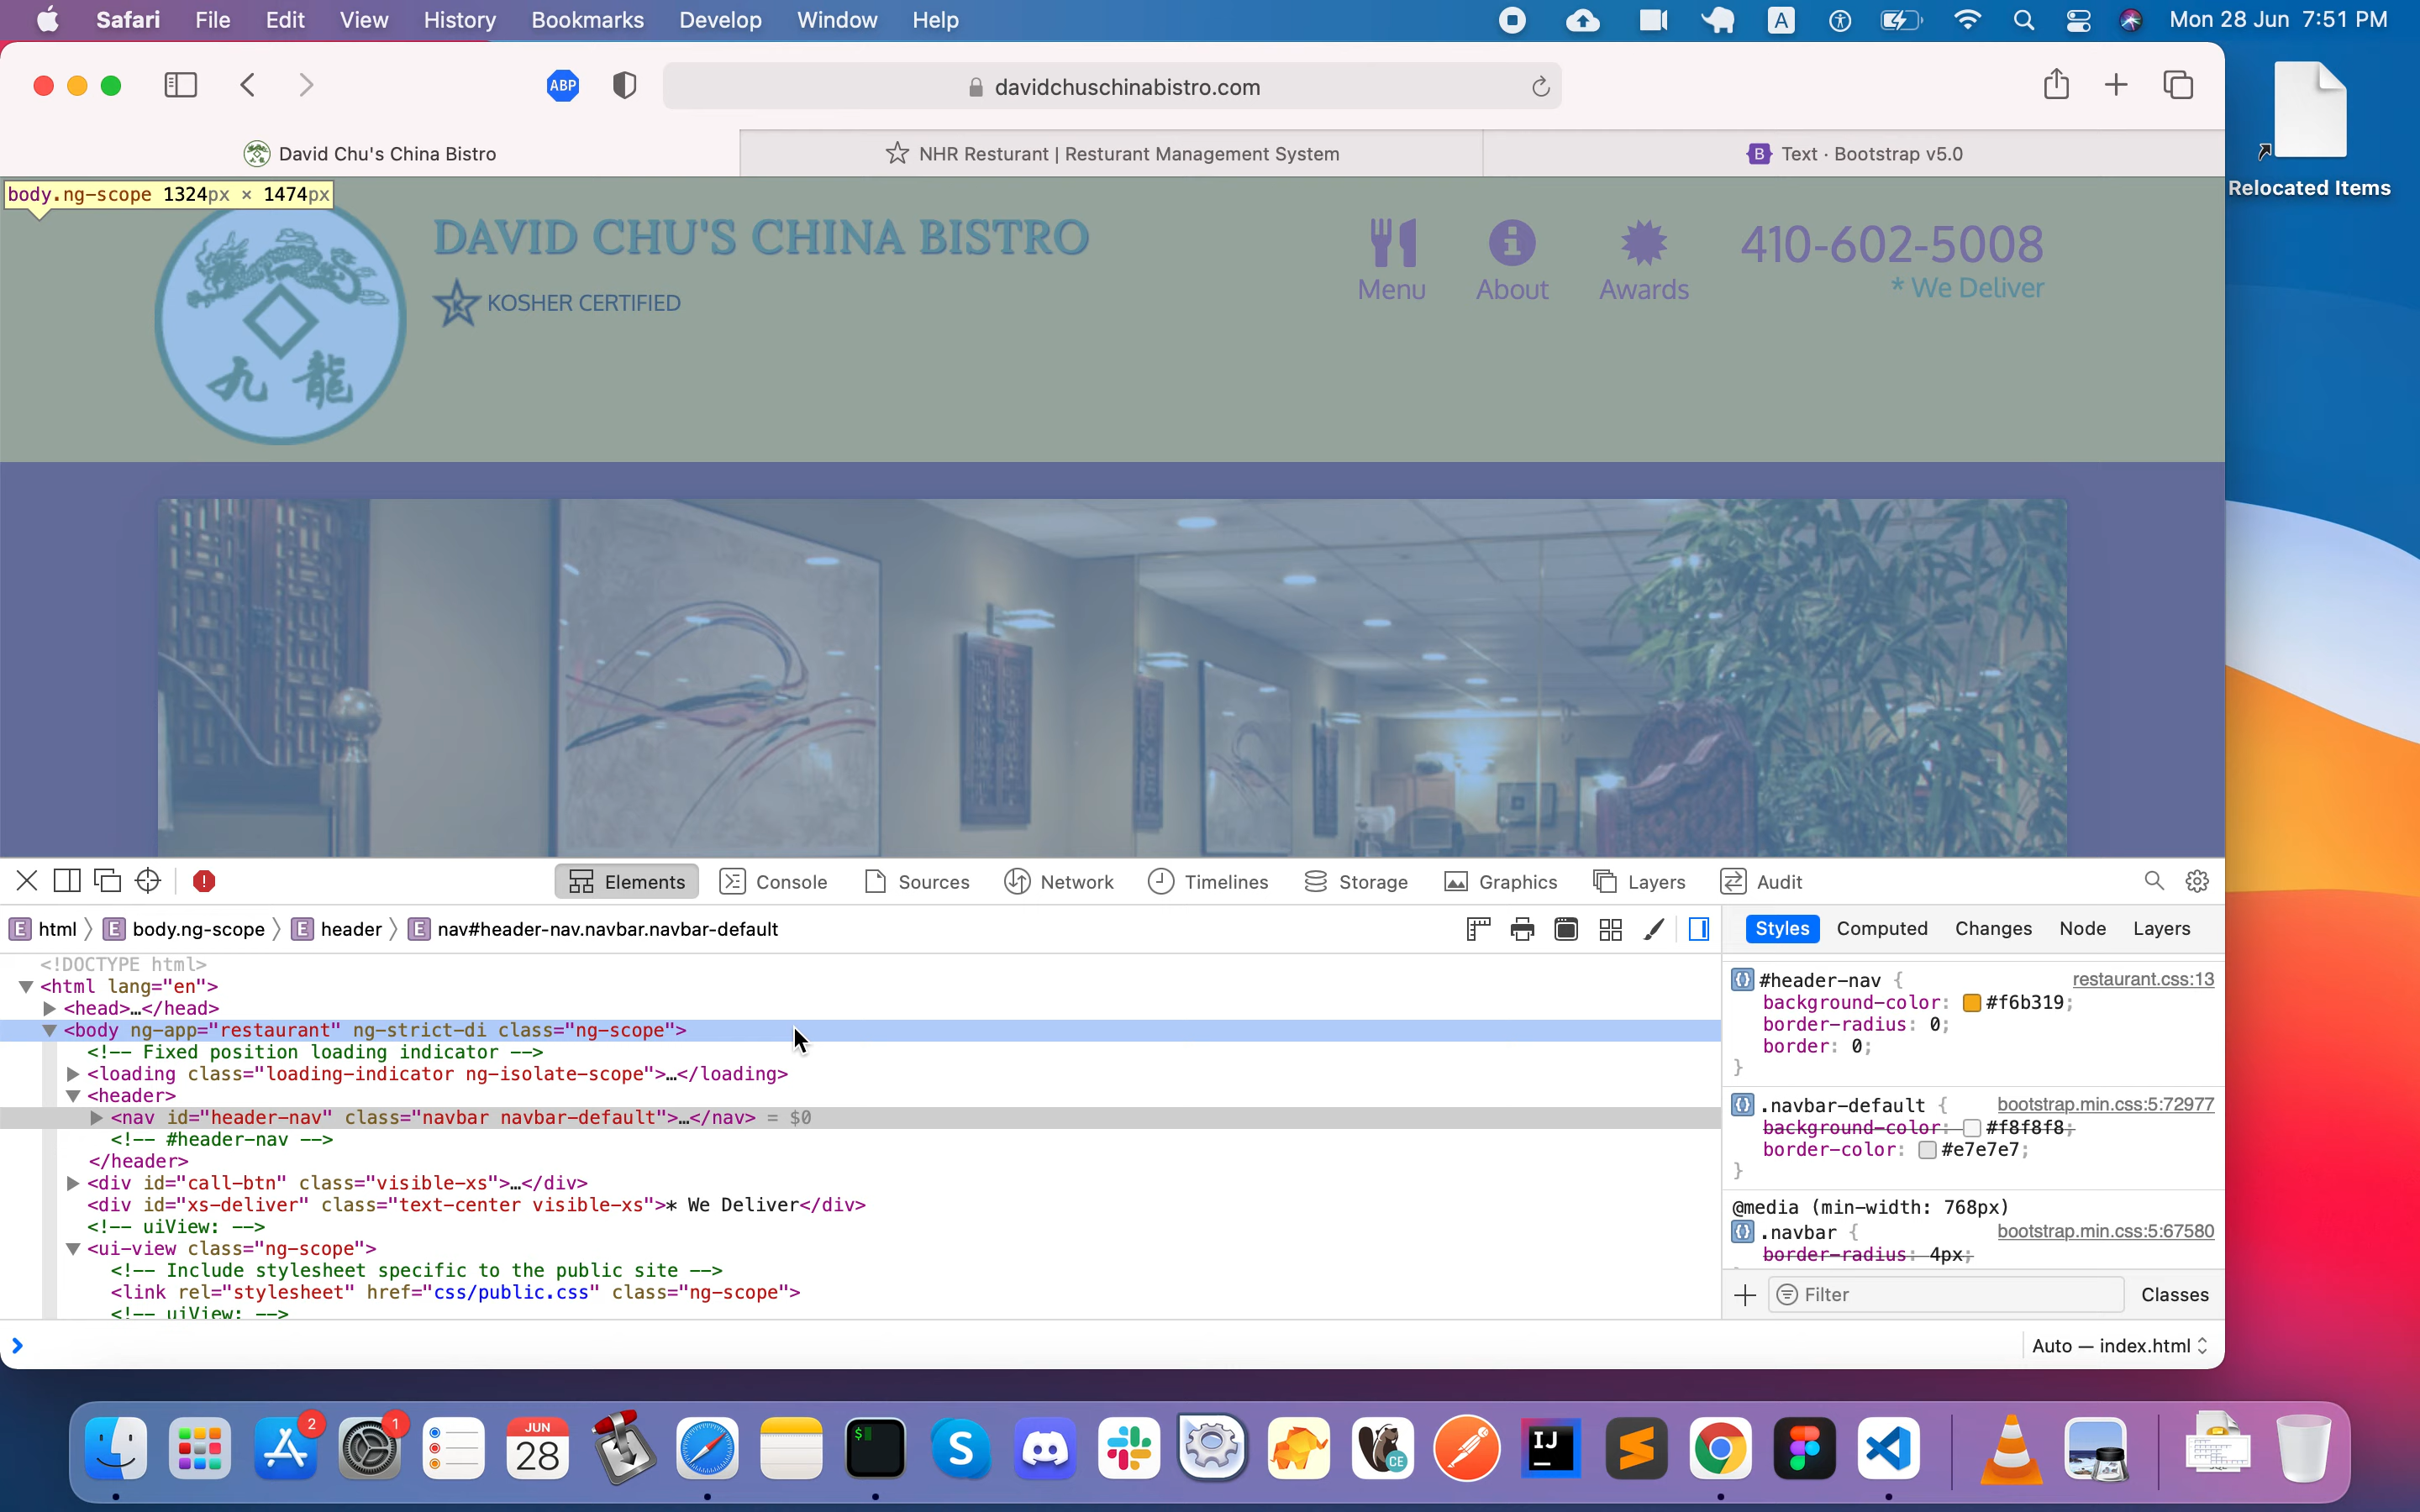 Safari File Edit View History Bookmarks Develop Window Help A Mon 28 Jun 7:51 PM
ABP davidchuschinabistro.com
David Chu's China Bistro NHR Resturant | Resturant Management System B Text · Bootstrap v5.0
Relocated Items
body.ng-scope 1324px × 1474px
DAVID CHU'S CHINA BISTRO
K KOSHER CERTIFIED
Menu About Awards
410-602-5008
* We Deliver
九龍
Elements Console Sources Network Timelines Storage Graphics Layers Audit
E html E body.ng-scope E header E nav#header-nav.navbar.navbar-default
Styles Computed Changes Node Layers
<!DOCTYPE html>
<html lang="en">
<head>…</head>
<body ng-app="restaurant" ng-strict-di class="ng-scope">
<!-- Fixed position loading indicator -->
<loading class="loading-indicator ng-isolate-scope">…</loading>
<header>
<nav id="header-nav" class="navbar navbar-default">…</nav> = $0
<!-- #header-nav -->
</header>
<div id="call-btn" class="visible-xs">…</div>
<div id="xs-deliver" class="text-center visible-xs">* We Deliver</div>
<!-- uiView: -->
<ui-view class="ng-scope">
<!-- Include stylesheet specific to the public site -->
<link rel="stylesheet" href="css/public.css" class="ng-scope">
<!-- uiView: -->
#header-nav { restaurant.css:13
background-color: #f6b319;
border-radius: 0;
border: 0;
}
.navbar-default { bootstrap.min.css:5:72977
background-color: #f8f8f8;
border-color: #e7e7e7;
}
@media (min-width: 768px)
.navbar { bootstrap.min.css:5:67580
border-radius: 4px;
Filter Classes
Auto — index.html
2
1
JUN
28
$
S
CE
IJ